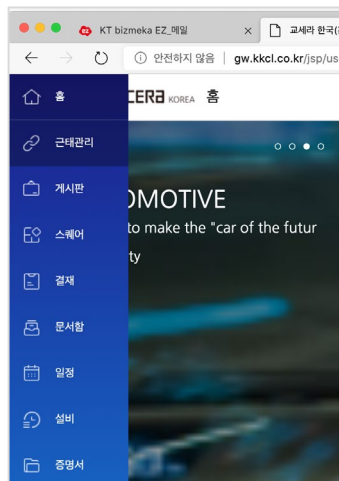 KT bizmeka EZ_메일
교세라 한국(
안전하지 않음 | gw.kkcl.co.kr/jsp/us
홈
CERA KOREA 홈
근태관리
게시판
OMOTIVE
스퀘어
to make the "car of the futur
ty
결재
문서함
일정
설비
증명서